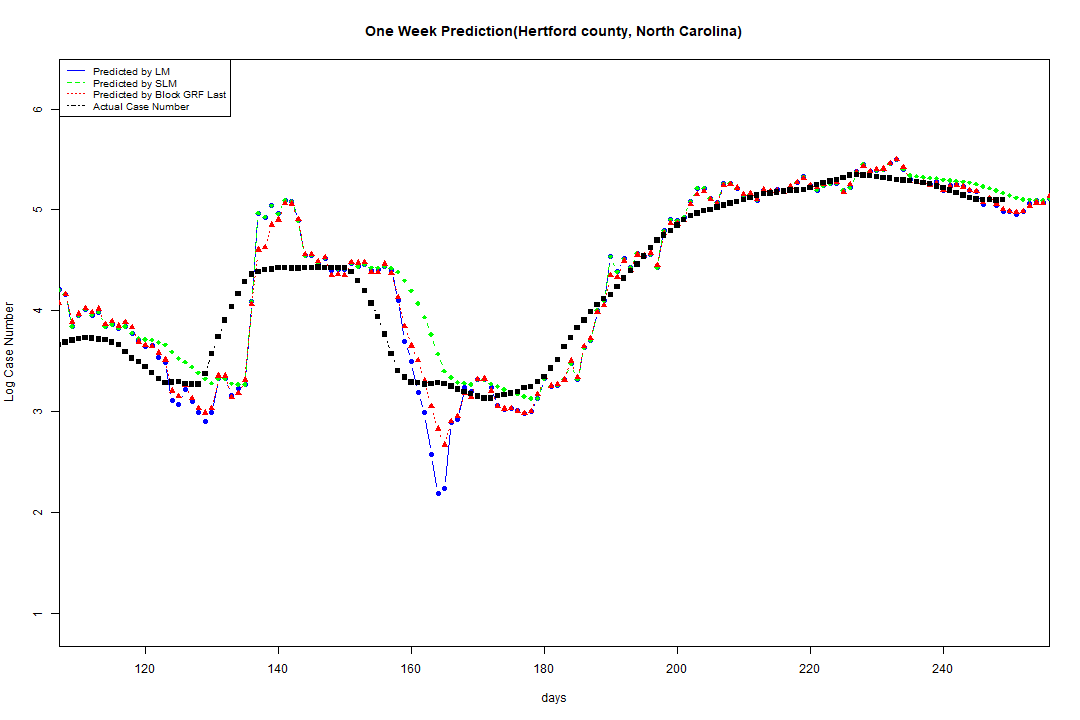 One Week Prediction(Hertford county, North Carolina)
Predicted by LM
Predicted by SLM
Predicted by Block GRF Last
Actual Case Number
6
5
4
3
2
1
Log Case Number
120 140 160 180 200 220 240
days